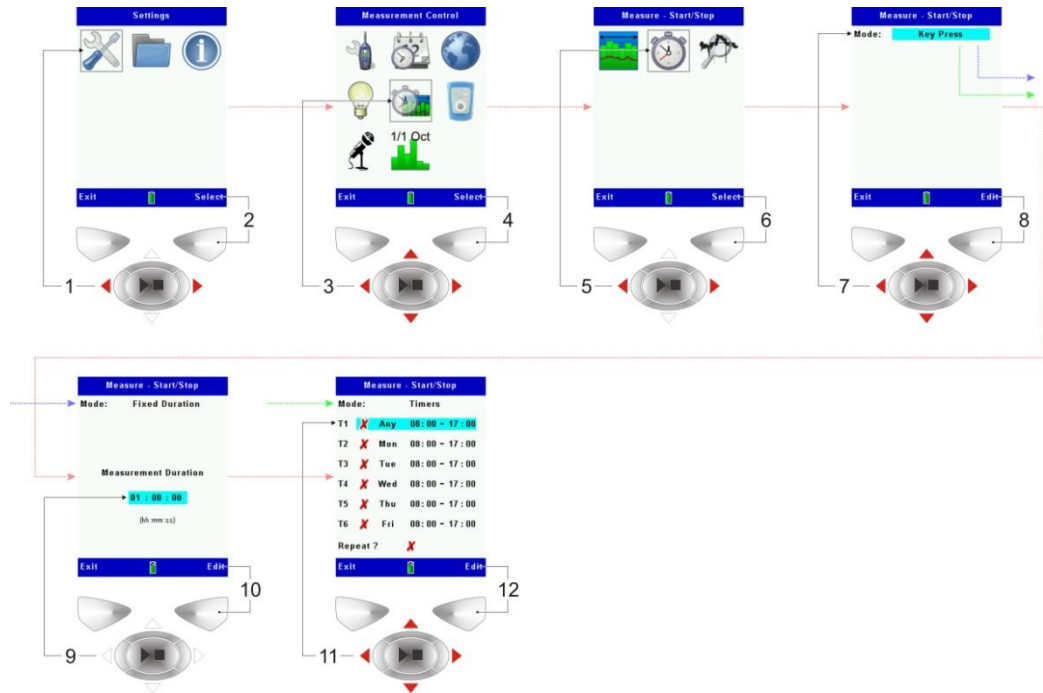 Settings
Exit
Select
1
2
Measurement Control
1/1 Oct
Exit
Select
3
4
Measure - Start/Stop
Exit
Select
5
6
Measure - Start/Stop
Mode: Key Press
Exit
Edit
7
8
Measure - Start/Stop
Mode: Fixed Duration
Measurement Duration
01 : 00 : 00
(hh:mm:ss)
Exit
Edit
9
10
Measure - Start/Stop
Mode: Timers
T1 ✗ Any 08:00 - 17:00
T2 ✗ Mon 08:00 - 17:00
T3 ✗ Tue 08:00 - 17:00
T4 ✗ Wed 08:00 - 17:00
T5 ✗ Thu 08:00 - 17:00
T6 ✗ Fri 08:00 - 17:00
Repeat ? ✗
Exit
Edit
11
12